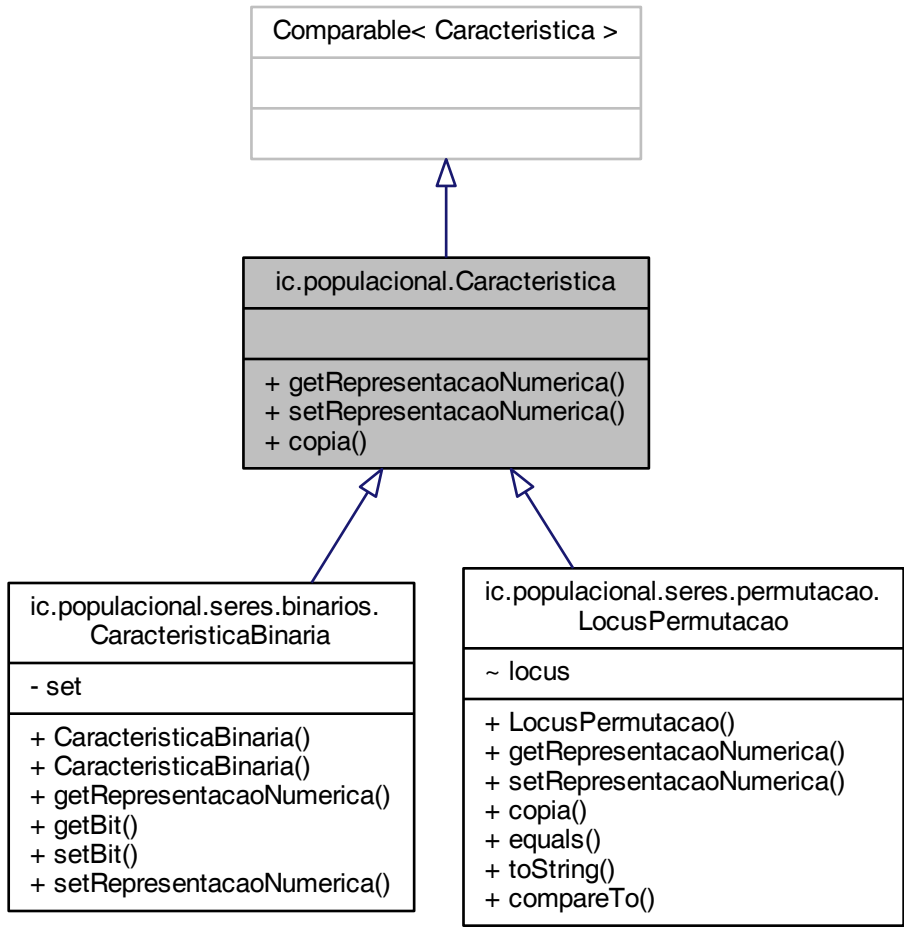 Comparable< Caracteristica >
ic.populacional.Caracteristica
+ getRepresentacaoNumerica()
+ setRepresentacaoNumerica()
+ copia()
ic.populacional.seres.binarios.
CaracteristicaBinaria
- set
+ CaracteristicaBinaria()
+ CaracteristicaBinaria()
+ getRepresentacaoNumerica()
+ getBit()
+ setBit()
+ setRepresentacaoNumerica()
ic.populacional.seres.permutacao.
LocusPermutacao
~ locus
+ LocusPermutacao()
+ getRepresentacaoNumerica()
+ setRepresentacaoNumerica()
+ copia()
+ equals()
+ toString()
+ compareTo()